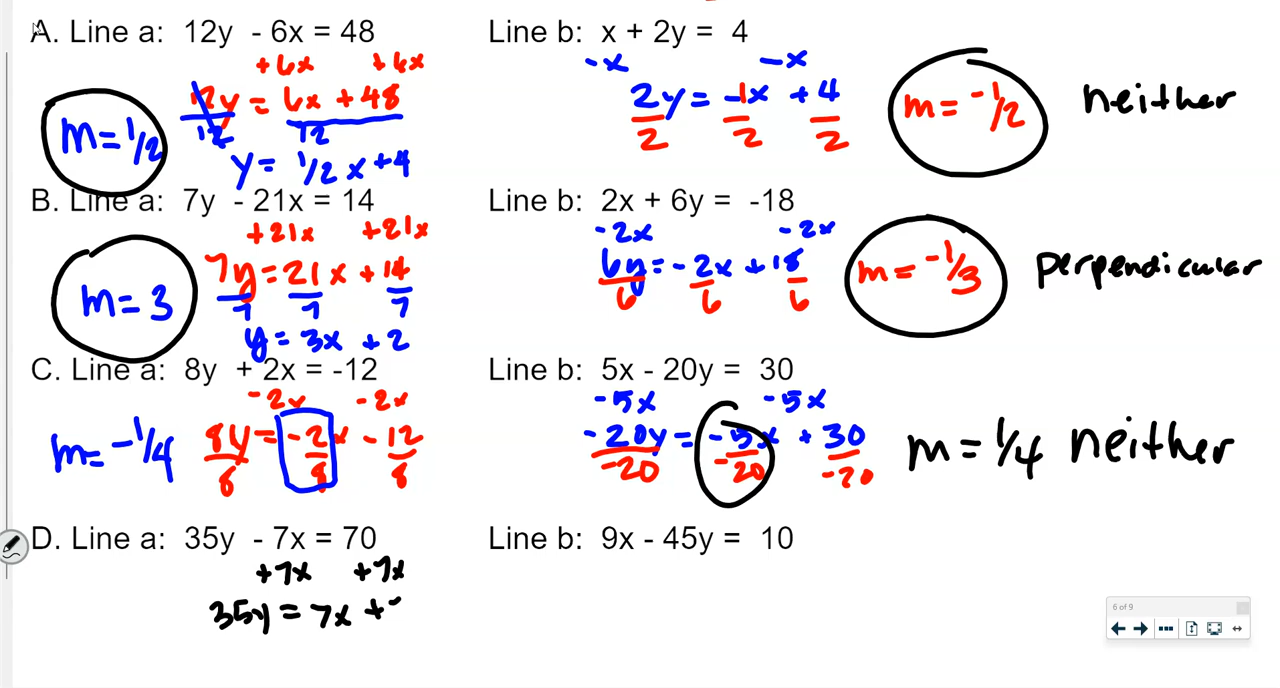 A. Line a: 12y - 6x = 48
+6x +6x
12y = 6x + 48
12 12
y = 1/2 x + 4
m = 1/2
Line b: x + 2y = 4
-x -x
2y = -1x + 4
2 2 2
m = -1/2
neither
B. Line a: 7y - 21x = 14
+21x +21x
7y = 21x + 14
7 7 7
y = 3x + 2
m = 3
Line b: 2x + 6y = -18
-2x -2x
6y = -2x + 18
6 6 6
m = -1/3
perpendicular
C. Line a: 8y + 2x = -12
-2x -2x
8y = -2x - 12
8 8 8
m = -1/4
Line b: 5x - 20y = 30
-5x -5x
-20y = -5x + 30
-20 -20 -20
m = 1/4 neither
D. Line a: 35y - 7x = 70
+7x +7x
35y = 7x +
Line b: 9x - 45y = 10
6 of 9